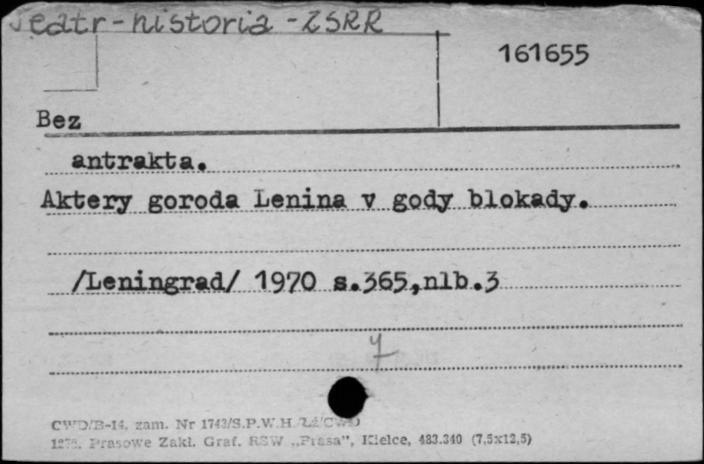 Teatr - historia - ZSRR
161655
Bez
antrakta.
Aktery goroda Lenina v gody blokady.
/Leningrad/ 1970 s.365,nlb.3
y
CWD/B-14, zam. Nr 1743/S.P.W.H.
Prasowe Zakł. Graf. RSW „Prasa", Kielce, 483.340 (7,5x12,5)